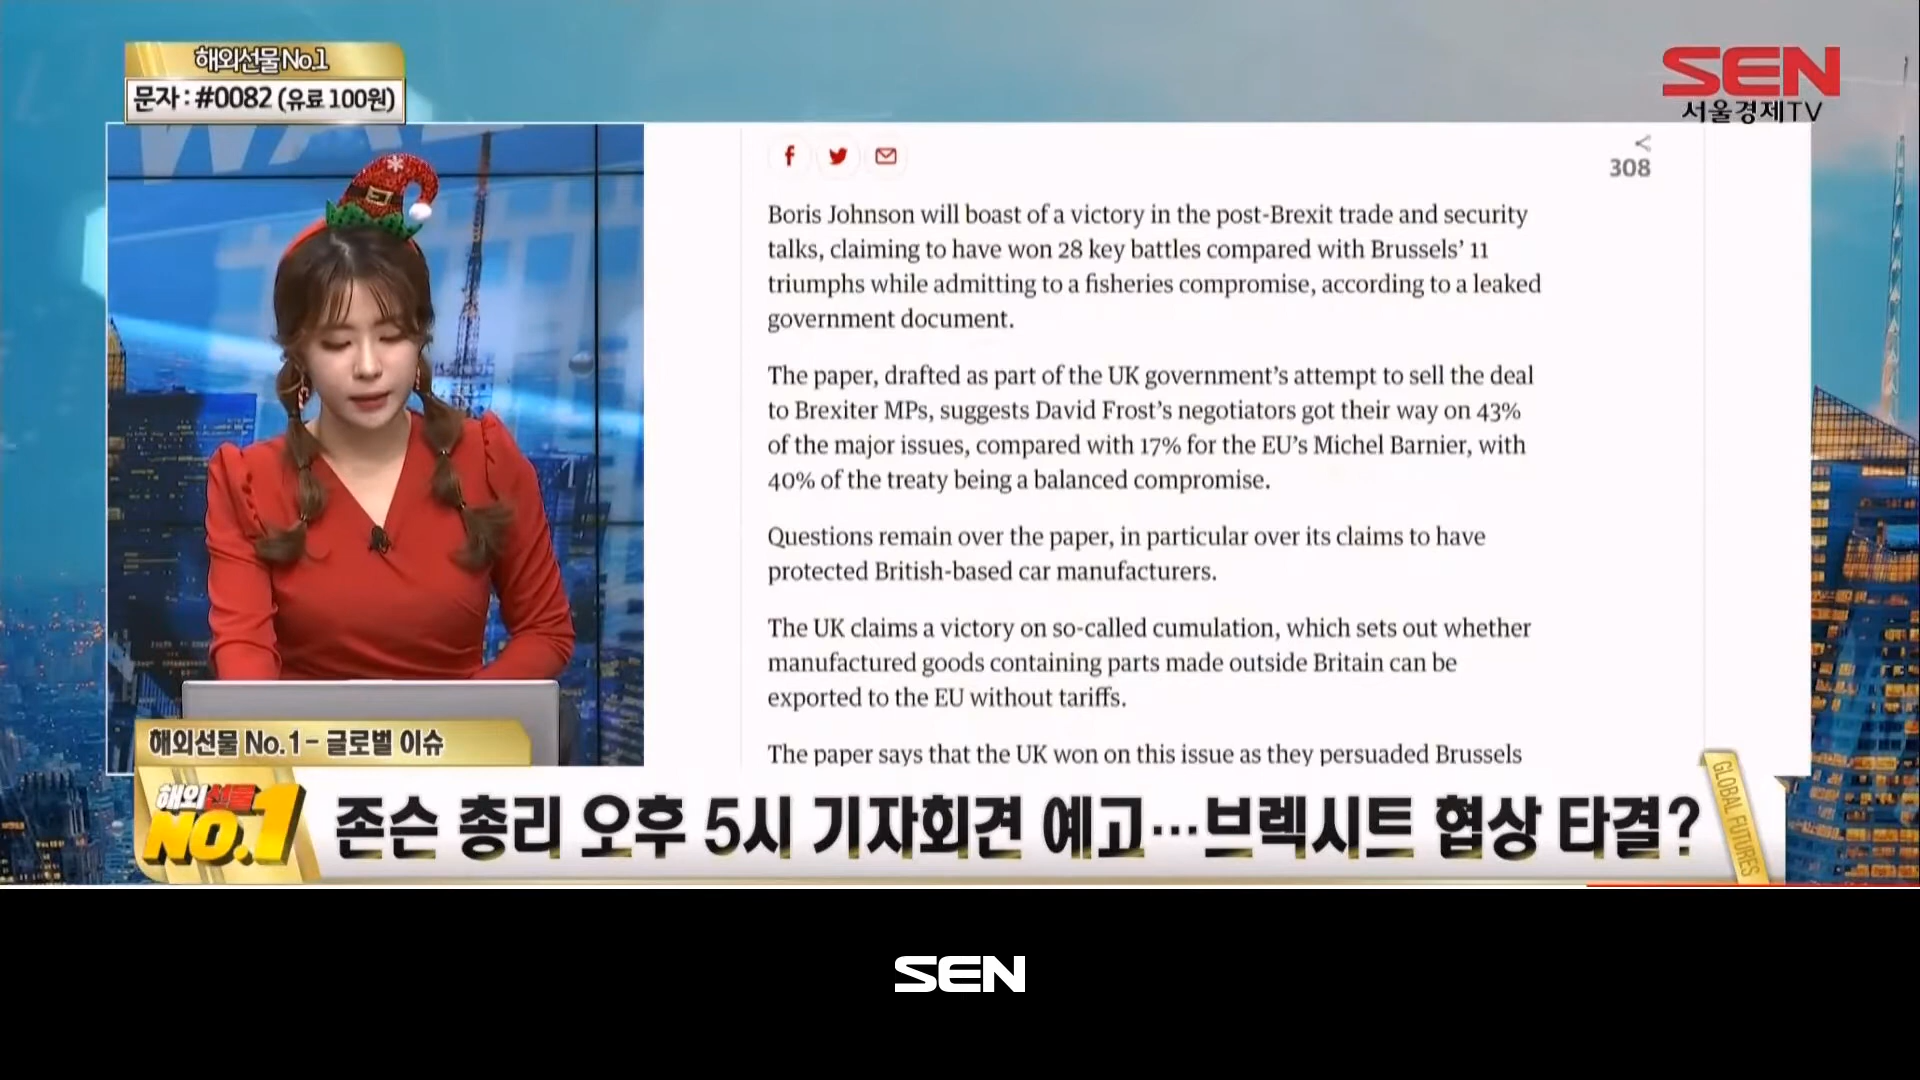 해외선물 No.1
문자 : #0082 (유료 100원)
SEN
서울경제TV
308
Boris Johnson will boast of a victory in the post-Brexit trade and security
talks, claiming to have won 28 key battles compared with Brussels’ 11
triumphs while admitting to a fisheries compromise, according to a leaked
government document.
The paper, drafted as part of the UK government’s attempt to sell the deal
to Brexiter MPs, suggests David Frost’s negotiators got their way on 43%
of the major issues, compared with 17% for the EU’s Michel Barnier, with
40% of the treaty being a balanced compromise.
Questions remain over the paper, in particular over its claims to have
protected British-based car manufacturers.
The UK claims a victory on so-called cumulation, which sets out whether
manufactured goods containing parts made outside Britain can be
exported to the EU without tariffs.
The paper says that the UK won on this issue as they persuaded Brussels
해외선물 No.1 - 글로벌 이슈
해외선물
NO.1
존슨 총리 오후 5시 기자회견 예고…브렉시트 협상 타결?
GLOBAL FUTURES
SEN